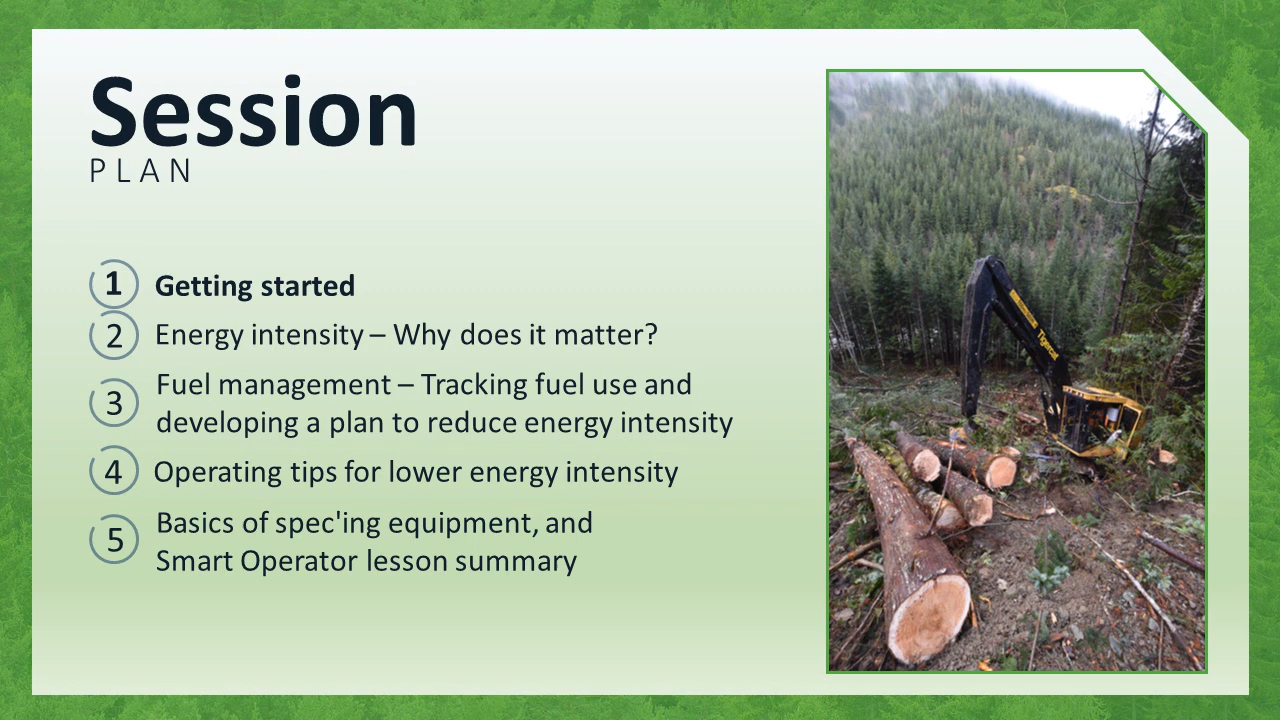 Session
PLAN
1 Getting started
2 Energy intensity – Why does it matter?
3 Fuel management – Tracking fuel use and
developing a plan to reduce energy intensity
4 Operating tips for lower energy intensity
5 Basics of spec'ing equipment, and
Smart Operator lesson summary
Tigercat